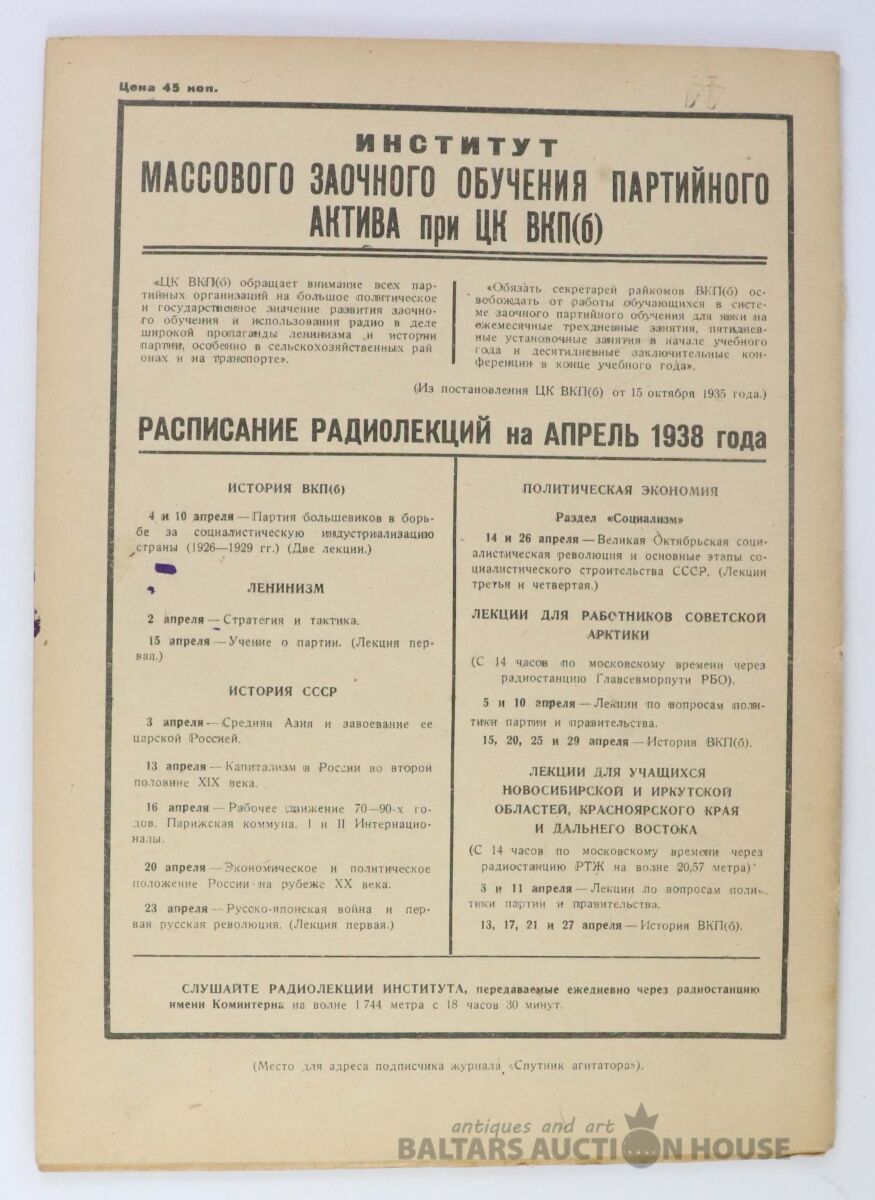 Цена 45 коп.
ИНСТИТУТ
МАССОВОГО ЗАОЧНОГО ОБУЧЕНИЯ ПАРТИЙНОГО
АКТИВА при ЦК ВКП(б)
«ЦК ВКП(б) обращает внимание всех пар-
тийных организаций на большое политическое
и государственное значение развития заочно-
го обучения и использования радио в деле
широкой пропаганды ленинизма и истории
партии, особенно в сельскохозяйственных рай
онах и на транспорте».
«Обязать секретарей райкомов ВКП(б) ос-
вобождать от работы обучающихся в систе-
ме заочного партийного обучения для явки на
ежемесячные трехдневные занятия, пятиднев-
ные установочные занятия в начале учебного
года и десятидневные заключительные кон-
ференции в конце учебного года».
(Из постановления ЦК ВКП(б) от 15 октября 1935 года.)
РАСПИСАНИЕ РАДИОЛЕКЦИЙ на АПРЕЛЬ 1938 года
ИСТОРИЯ ВКП(б)
4 и 10 апреля — Партия большевиков в борь-
бе за социалистическую индустриализацию
страны (1926—1929 гг.) (Две лекции.)
ЛЕНИНИЗМ
2 апреля — Стратегия и тактика.
15 апреля — Учение о партии. (Лекция пер-
вая.)
ИСТОРИЯ СССР
3 апреля — Средняя Азия и завоевание ее
царской Россией.
13 апреля — Капитализм в России во второй
половине XIX века.
16 апреля — Рабочее движение 70—90-х го-
дов. Парижская коммуна. I и II Интернацио-
налы.
20 апреля — Экономическое и политическое
положение России на рубеже XX века.
23 апреля — Русско-японская война и пер-
вая русская революция. (Лекция первая.)
ПОЛИТИЧЕСКАЯ ЭКОНОМИЯ
Раздел «Социализм»
14 и 26 апреля — Великая Октябрьская соци-
алистическая революция и основные этапы со-
циалистического строительства СССР. (Лекции
третья и четвертая.)
ЛЕКЦИИ ДЛЯ РАБОТНИКОВ СОВЕТСКОЙ
АРКТИКИ
(С 14 часов по московскому времени через
радиостанцию Главсевморпути РБО).
5 и 10 апреля — Лекции по вопросам поли-
тики партии и правительства.
15, 20, 25 и 29 апреля — История ВКП(б).
ЛЕКЦИИ ДЛЯ УЧАЩИХСЯ
НОВОСИБИРСКОЙ И ИРКУТСКОЙ
ОБЛАСТЕЙ, КРАСНОЯРСКОГО КРАЯ
И ДАЛЬНЕГО ВОСТОКА
(С 14 часов по московскому времени через
радиостанцию РТЖ на волне 20,57 метра)
3 и 11 апреля — Лекции по вопросам поли-
тики партии и правительства.
13, 17, 21 и 27 апреля — История ВКП(б).
СЛУШАЙТЕ РАДИОЛЕКЦИИ ИНСТИТУТА, передаваемые ежедневно через радиостанцию
имени Коминтерна на волне 1 744 метра с 18 часов 30 минут.
(Место для адреса подписчика журнала «Спутник агитатора»).
antiques and art
BALTARS AUCTION HOUSE